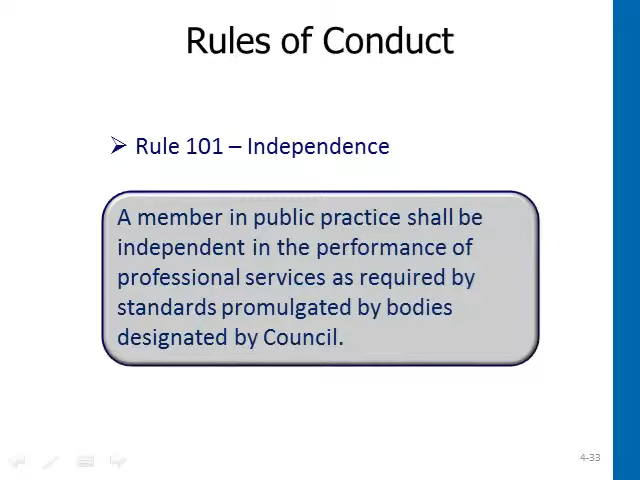 Rules of Conduct
Rule 101 – Independence
A member in public practice shall be
independent in the performance of
professional services as required by
standards promulgated by bodies
designated by Council.
4-33